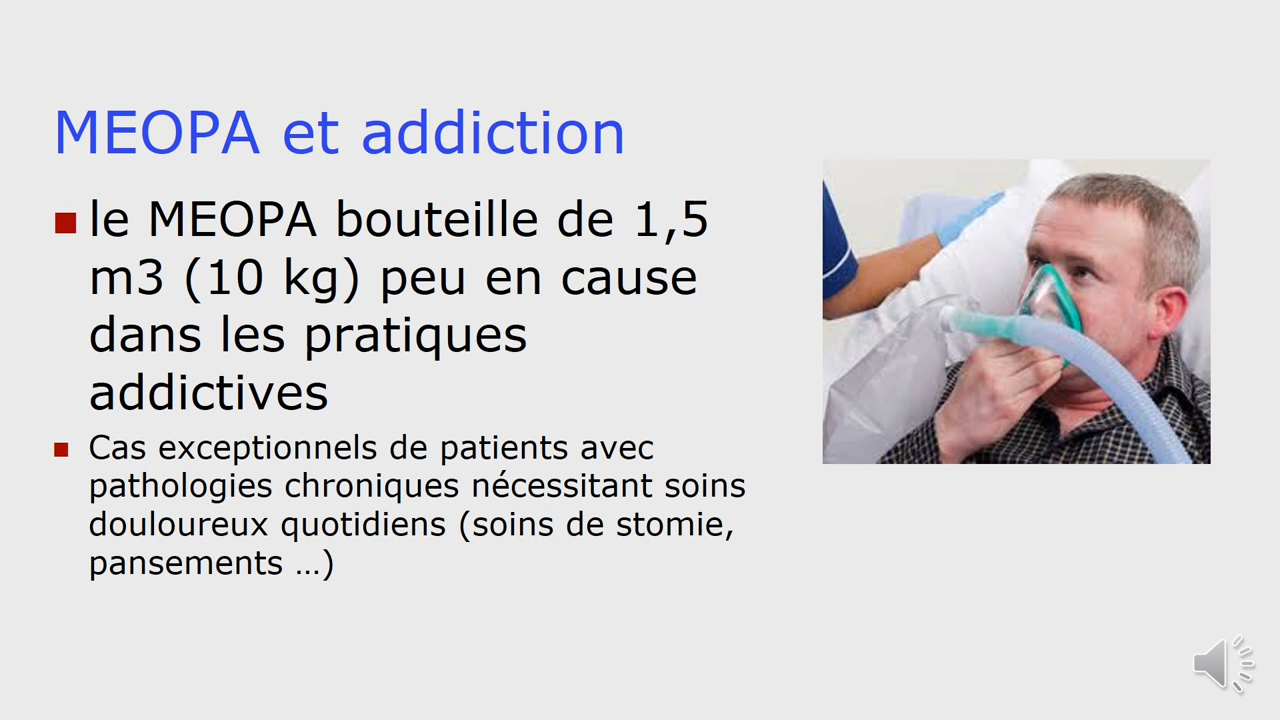 MEOPA et addiction
le MEOPA bouteille de 1,5
m3 (10 kg) peu en cause
dans les pratiques
addictives
Cas exceptionnels de patients avec
pathologies chroniques nécessitant soins
douloureux quotidiens (soins de stomie,
pansements …)